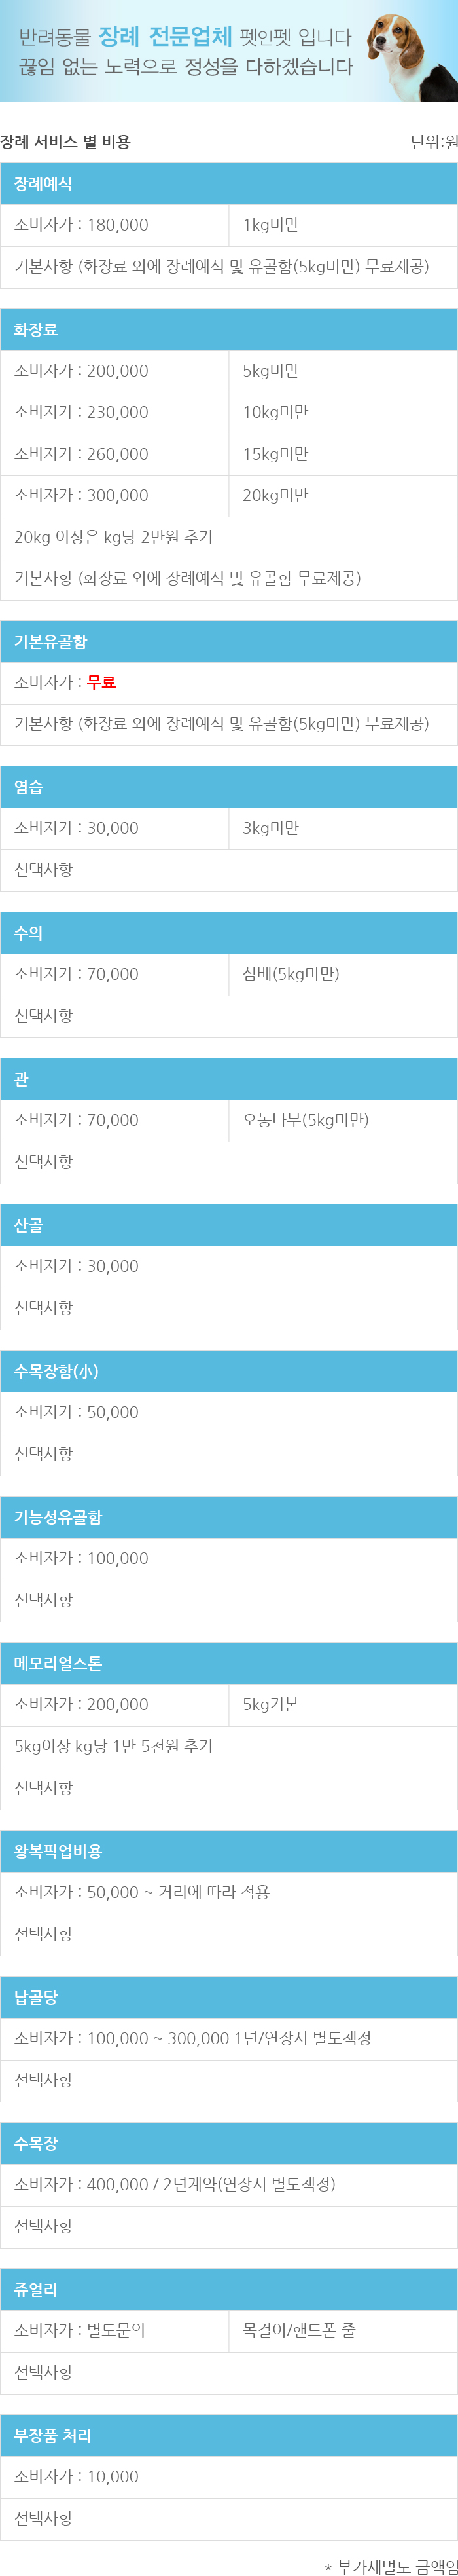 반려동물 장례 전문업체 펫인펫 입니다
끊임 없는 노력으로 정성을 다하겠습니다
장례 서비스 별 비용 단위:원
장례예식
소비자가 : 180,000 1kg미만
기본사항 (화장료 외에 장례예식 및 유골함(5kg미만) 무료제공)
화장료
소비자가 : 200,000 5kg미만
소비자가 : 230,000 10kg미만
소비자가 : 260,000 15kg미만
소비자가 : 300,000 20kg미만
20kg 이상은 kg당 2만원 추가
기본사항 (화장료 외에 장례예식 및 유골함 무료제공)
기본유골함
소비자가 : 무료
기본사항 (화장료 외에 장례예식 및 유골함(5kg미만) 무료제공)
염습
소비자가 : 30,000 3kg미만
선택사항
수의
소비자가 : 70,000 삼베(5kg미만)
선택사항
관
소비자가 : 70,000 오동나무(5kg미만)
선택사항
산골
소비자가 : 30,000
선택사항
수목장함(小)
소비자가 : 50,000
선택사항
기능성유골함
소비자가 : 100,000
선택사항
메모리얼스톤
소비자가 : 200,000 5kg기본
5kg이상 kg당 1만 5천원 추가
선택사항
왕복픽업비용
소비자가 : 50,000 ~ 거리에 따라 적용
선택사항
납골당
소비자가 : 100,000 ~ 300,000 1년/연장시 별도책정
선택사항
수목장
소비자가 : 400,000 / 2년계약(연장시 별도책정)
선택사항
쥬얼리
소비자가 : 별도문의 목걸이/핸드폰 줄
선택사항
부장품 처리
소비자가 : 10,000
선택사항
* 부가세별도 금액임